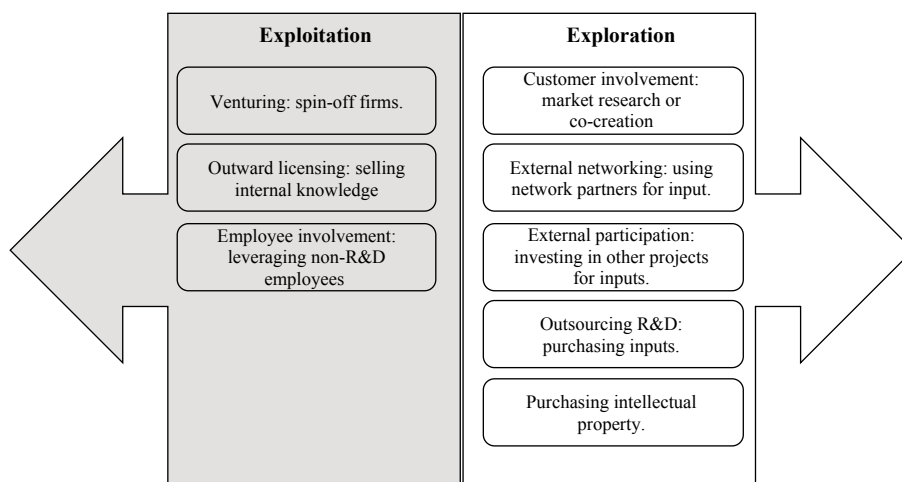 Exploitation
Venturing: spin-off firms.
Outward licensing: selling
internal knowledge
Employee involvement:
leveraging non-R&D
employees
Exploration
Customer involvement:
market research or
co-creation
External networking: using
network partners for input.
External participation:
investing in other projects
for inputs.
Outsourcing R&D:
purchasing inputs.
Purchasing intellectual
property.